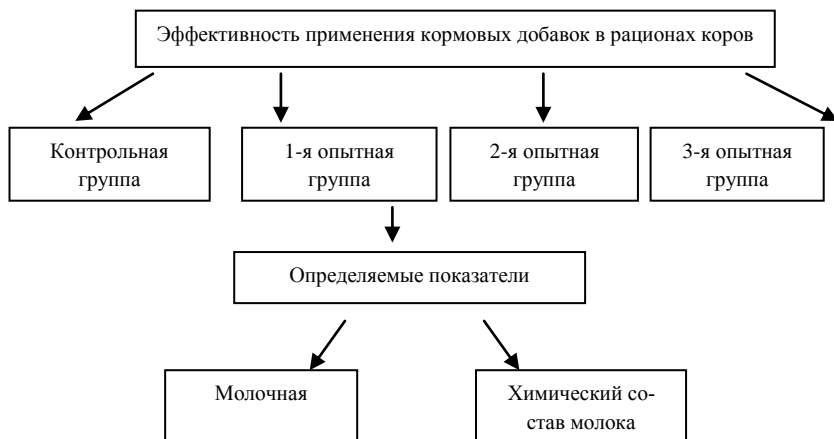 Эффективность применения кормовых добавок в рационах коров
Контрольная
группа
1-я опытная
группа
2-я опытная
группа
3-я опытная
группа
Определяемые показатели
Молочная
Химический со-
став молока